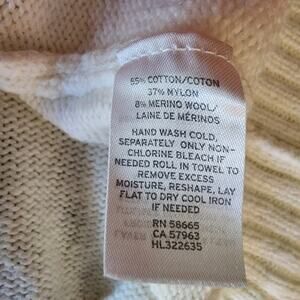 55% COTTON/COTON
37% NYLON
8% MERINO WOOL/
LAINE DE MÉRINOS
HAND WASH COLD,
SEPARATELY ONLY NON-
CHLORINE BLEACH IF
NEEDED ROLL IN TOWEL TO
REMOVE EXCESS
MOISTURE, RESHAPE, LAY
FLAT TO DRY COOL IRON
IF NEEDED
RN 58665
CA 57963
HL322635